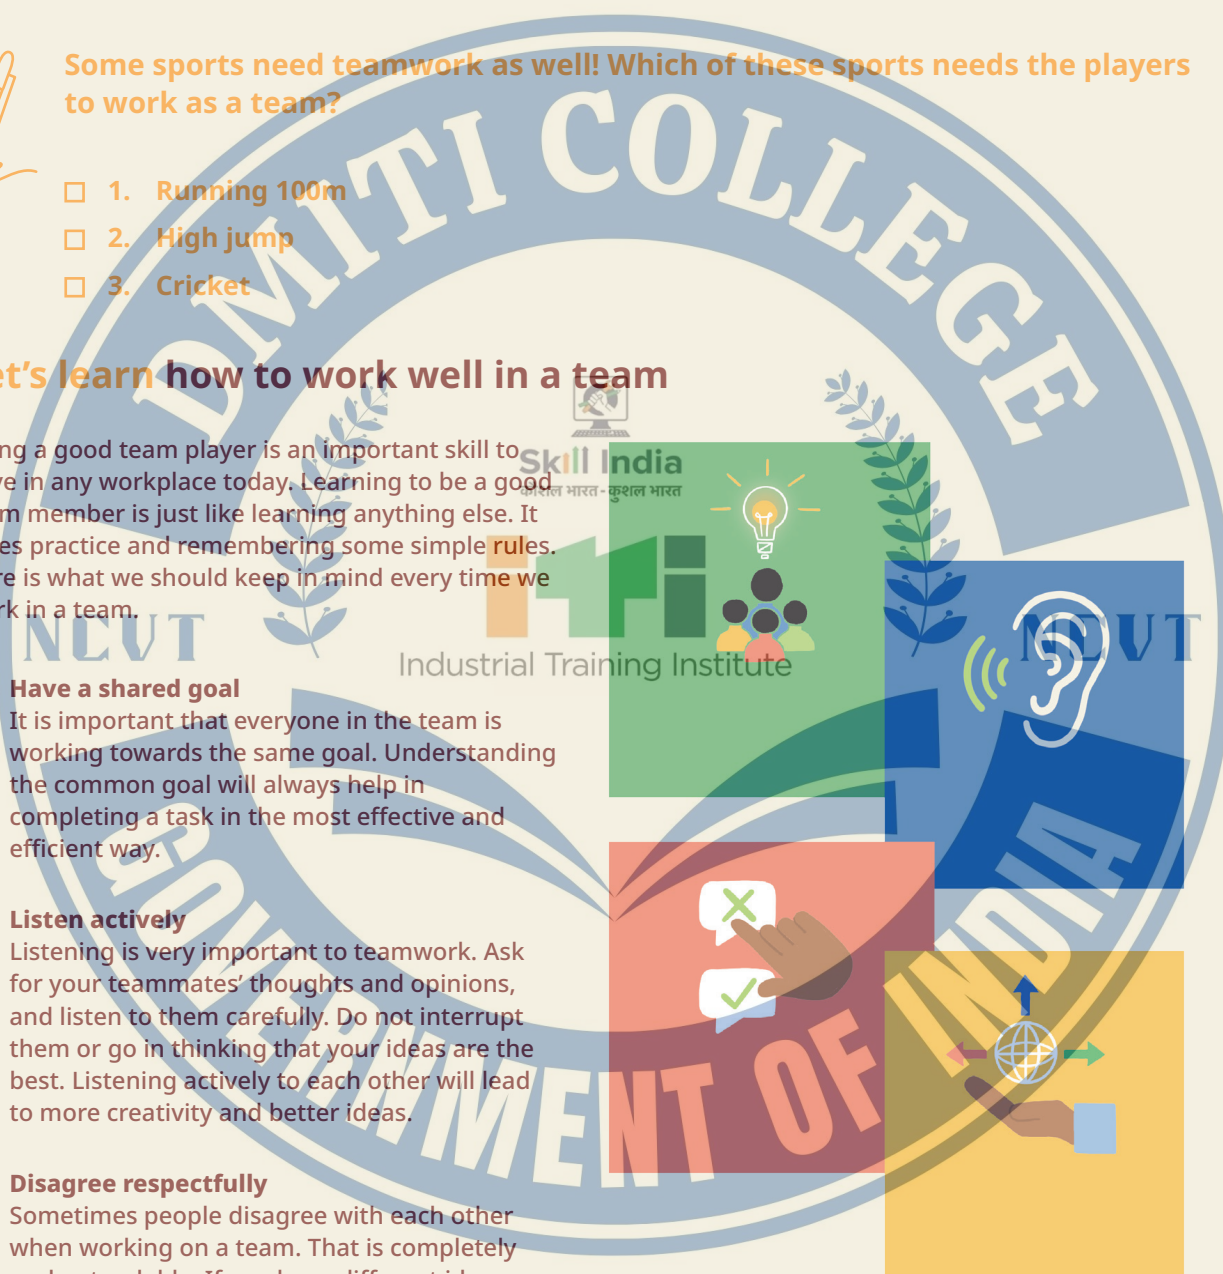 Some sports need teamwork as well! Which of these sports needs the players
to work as a team?
1. Running 100m
2. High jump
3. Cricket
et's learn how to work well in a team
ng a good team player is an important skill to
ve in any workplace today. Learning to be a good
m member is just like learning anything else. It
es practice and remembering some simple rules.
re is what we should keep in mind every time we
rk in a team.
Have a shared goal
It is important that everyone in the team is
working towards the same goal. Understanding
the common goal will always help in
completing a task in the most effective and
efficient way.
Listen actively
Listening is very important to teamwork. Ask
for your teammates' thoughts and opinions,
and listen to them carefully. Do not interrupt
them or go in thinking that your ideas are the
best. Listening actively to each other will lead
to more creativity and better ideas.
Disagree respectfully
Sometimes people disagree with each other
when working on a team. That is completely
DMITI COLLEGE
Skill India
कौशल भारत - कुशल भारत
iTi
Industrial Training Institute
NCVT
NCVT
GOVERNMENT OF INDIA